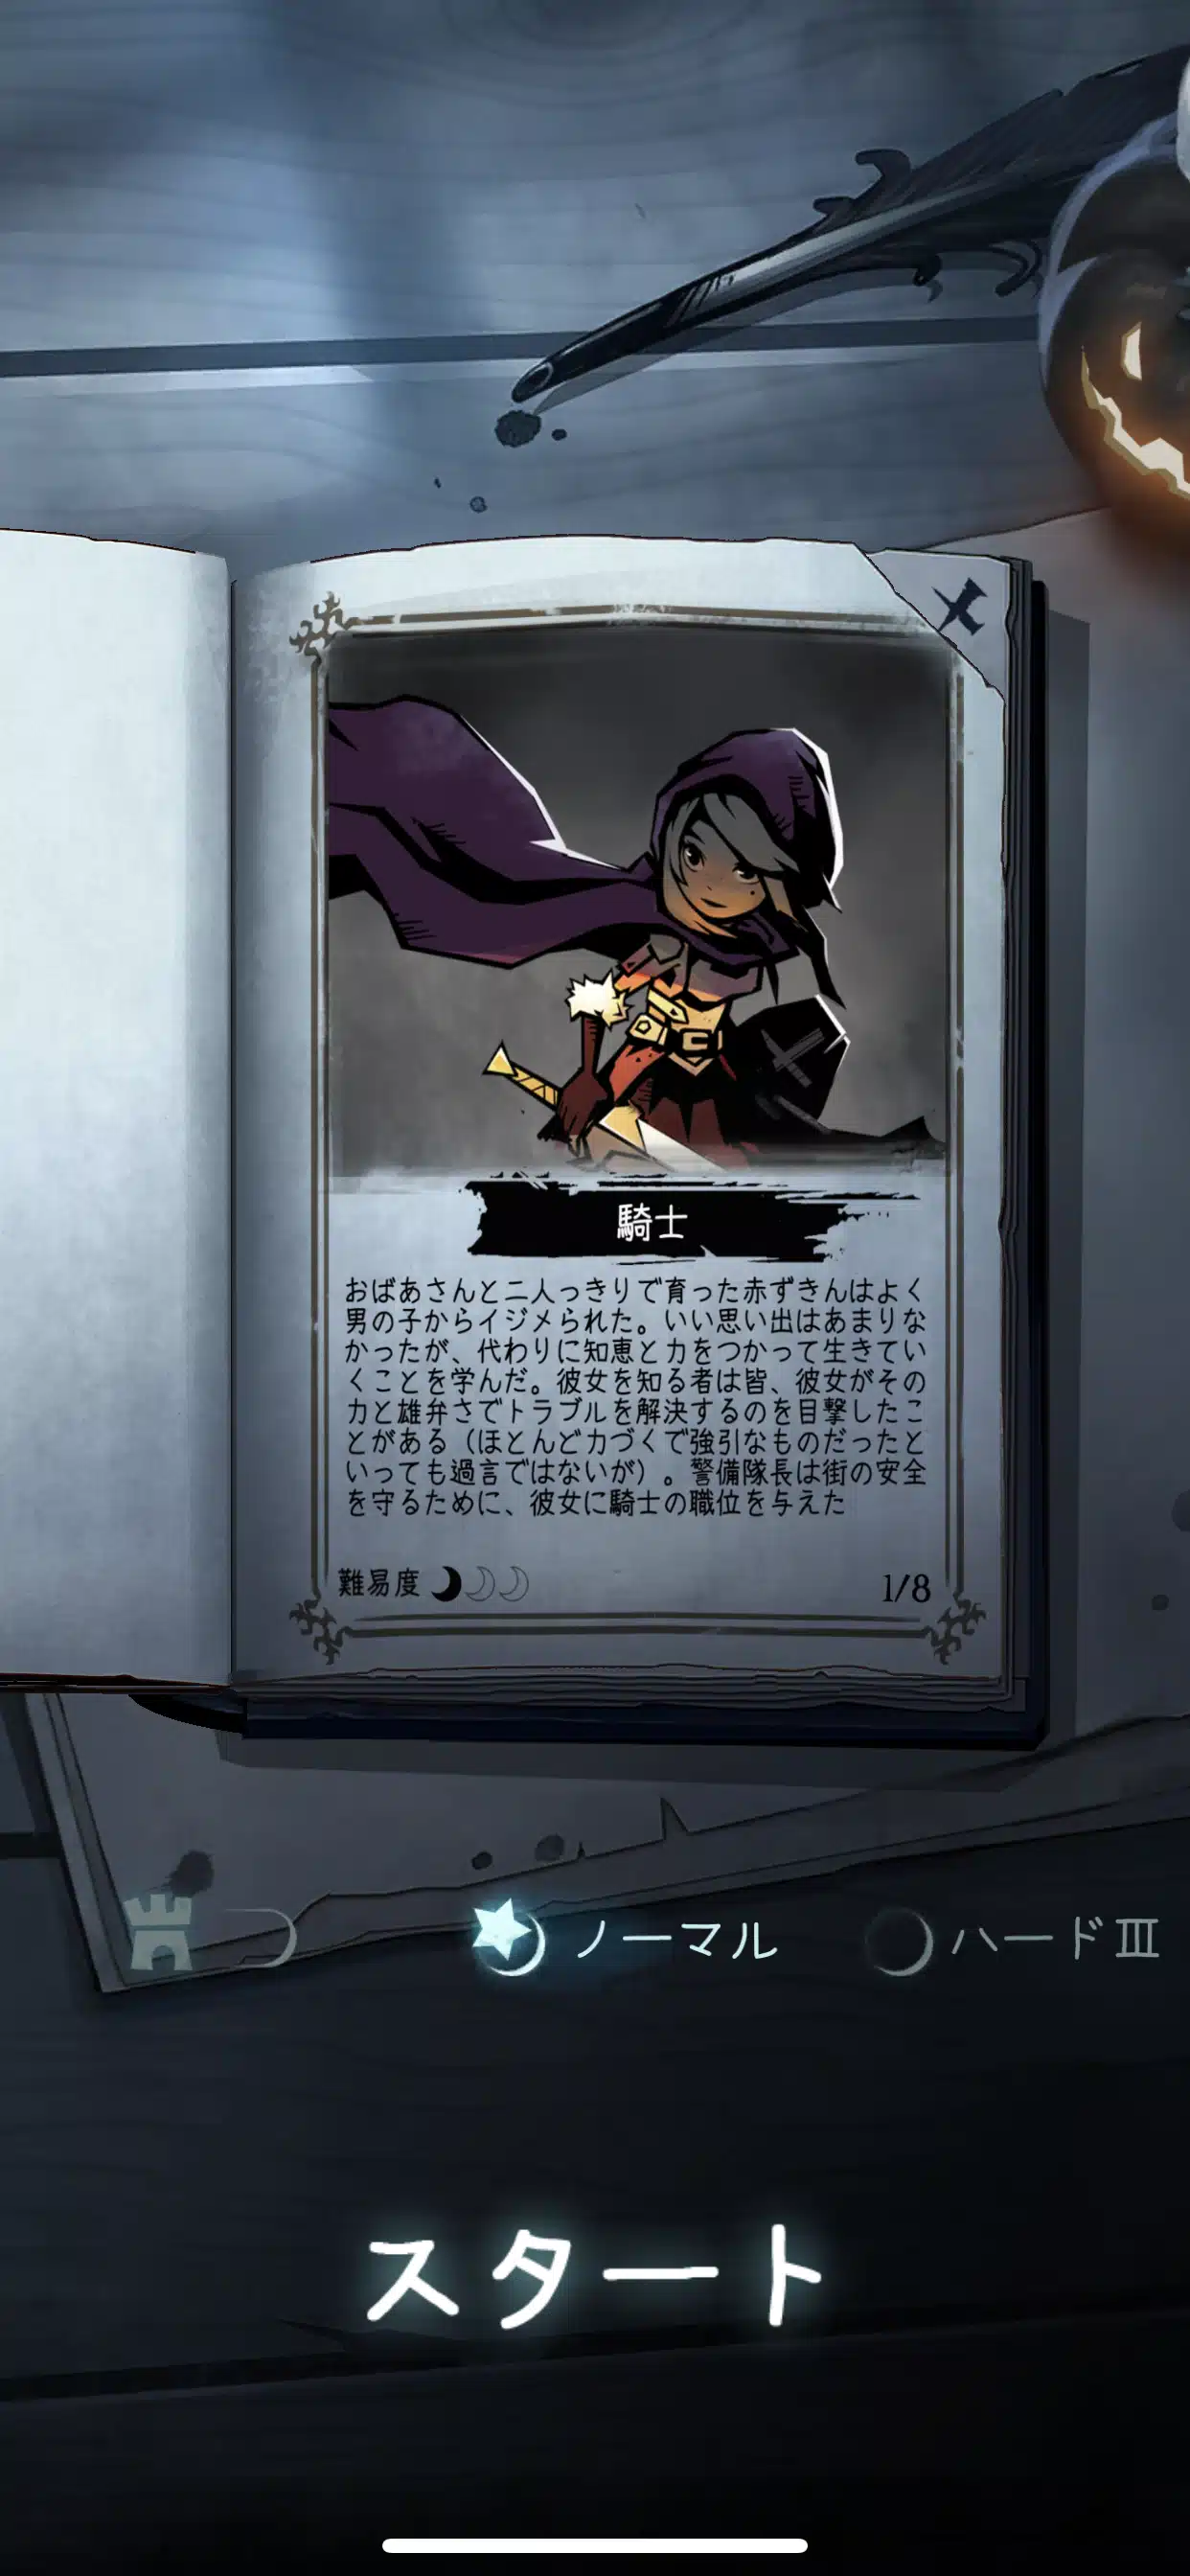 騎士
おばあさんと二人っきりで育った赤ずきんはよく
男の子からイジメられた。いい思い出はあまりな
かったが、代わりに知恵と力をつかって生きてい
くことを学んだ。彼女を知る者は皆、彼女がその
力と雄弁さでトラブルを解決するのを目撃したこ
とがある（ほとんど力づくで強引なものだったと
いっても過言ではないが）。警備隊長は街の安全
を守るために、彼女に騎士の職位を与えた
難易度
1/8
ノーマル
ハードⅢ
スタート